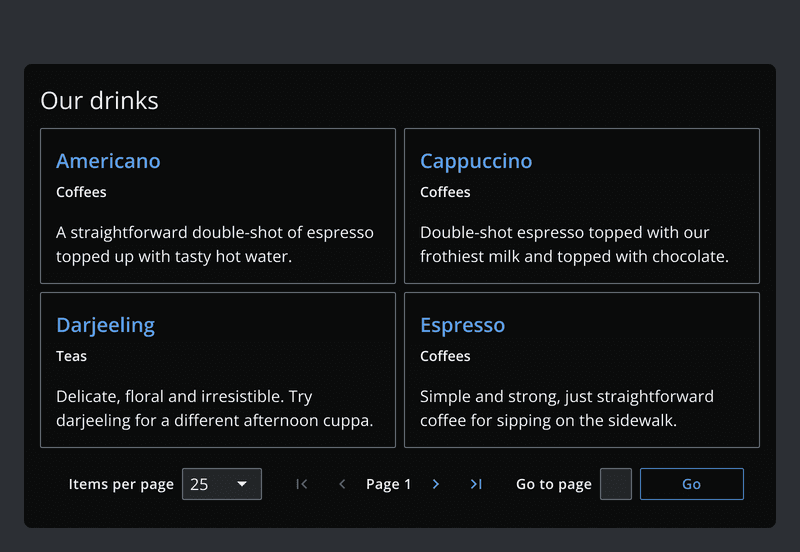 Our drinks
Americano
Coffees
A straightforward double-shot of espresso
topped up with tasty hot water.
Cappuccino
Coffees
Double-shot espresso topped with our
frothiest milk and topped with chocolate.
Darjeeling
Teas
Delicate, floral and irresistible. Try
darjeeling for a different afternoon cuppa.
Espresso
Coffees
Simple and strong, just straightforward
coffee for sipping on the sidewalk.
Items per page 25 Page 1 Go to page Go